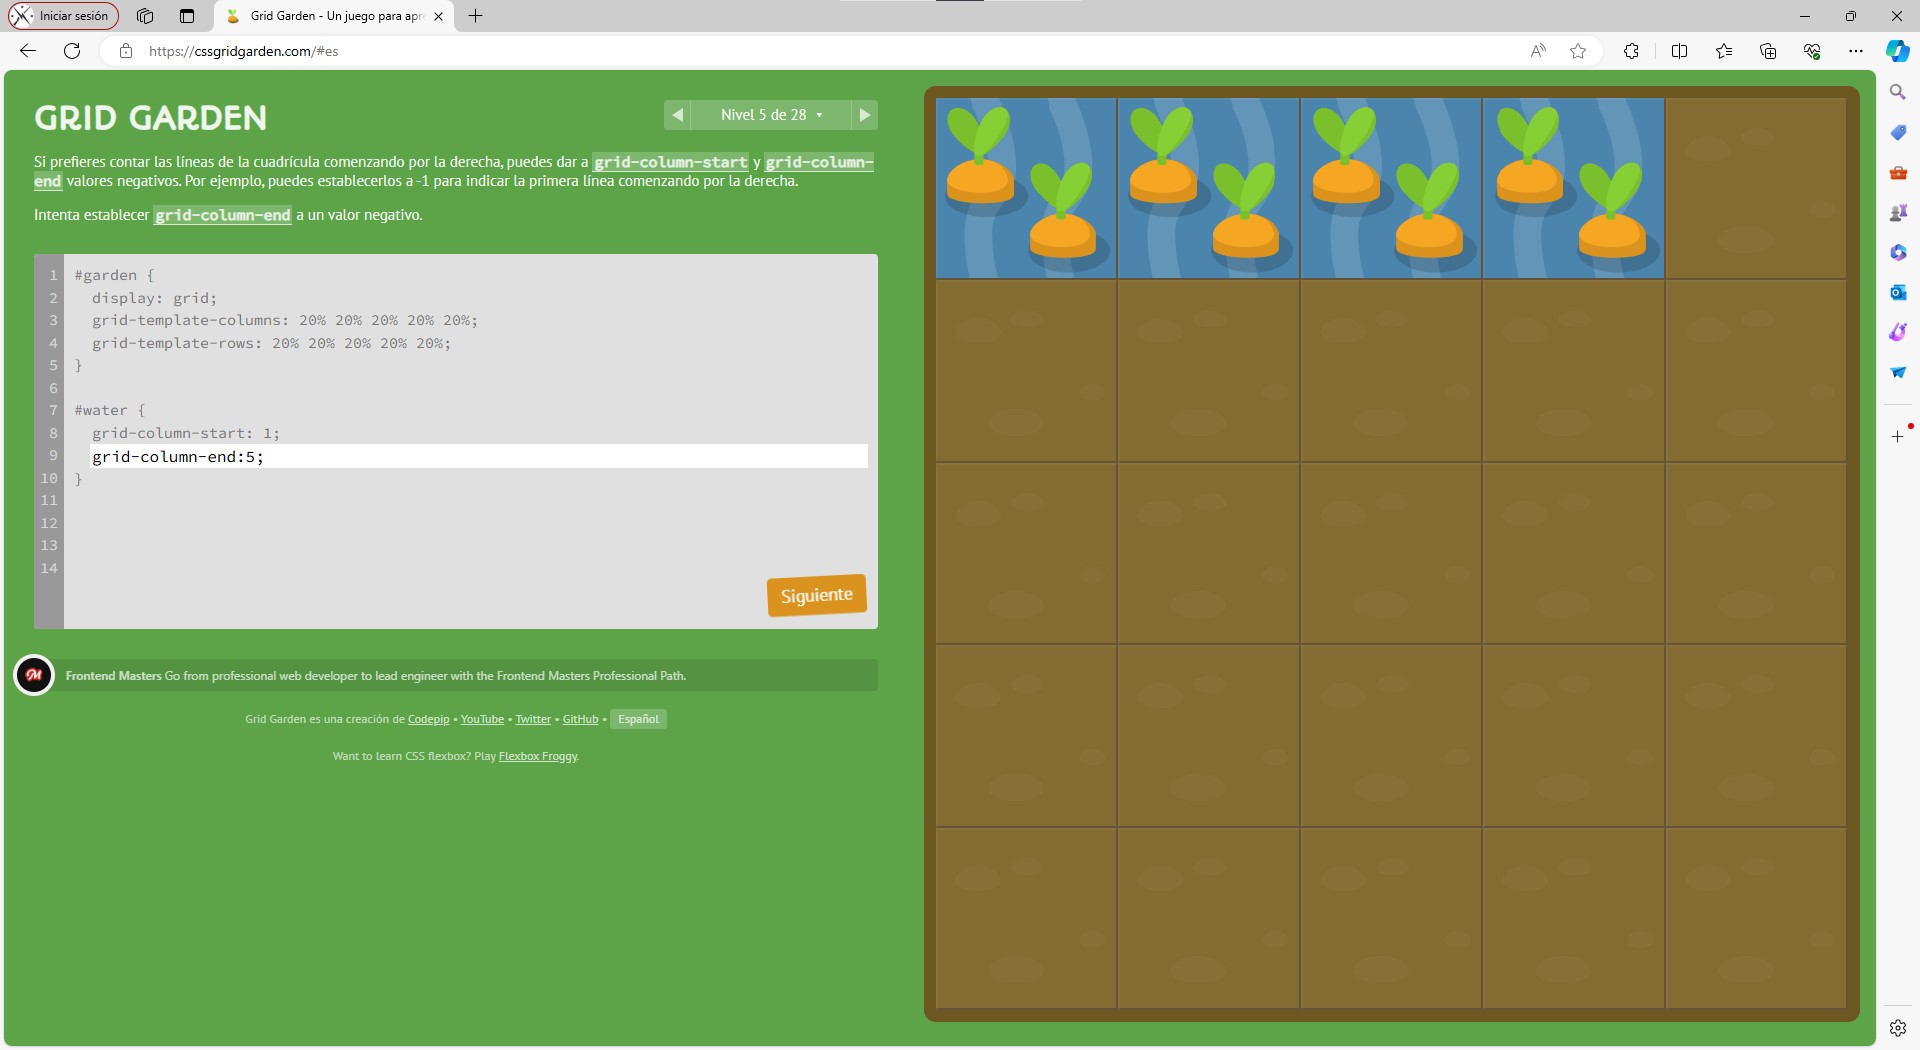 Iniciar sesión
Grid Garden - Un juego para apr
https://cssgridgarden.com/#es
GRID GARDEN
Nivel 5 de 28
Si prefieres contar las líneas de la cuadrícula comenzando por la derecha, puedes dar a grid-column-start y grid-column-
end valores negativos. Por ejemplo, puedes establecerlos a -1 para indicar la primera línea comenzando por la derecha.
Intenta establecer grid-column-end a un valor negativo.
1 #garden {
2 display: grid;
3 grid-template-columns: 20% 20% 20% 20% 20%;
4 grid-template-rows: 20% 20% 20% 20% 20%;
5 }
6
7 #water {
8 grid-column-start: 1;
9 grid-column-end:5;
10 }
11
12
13
14
Siguiente
Frontend Masters Go from professional web developer to lead engineer with the Frontend Masters Professional Path.
Grid Garden es una creación de Codepip • YouTube • Twitter • GitHub • Español
Want to learn CSS flexbox? Play Flexbox Froggy.